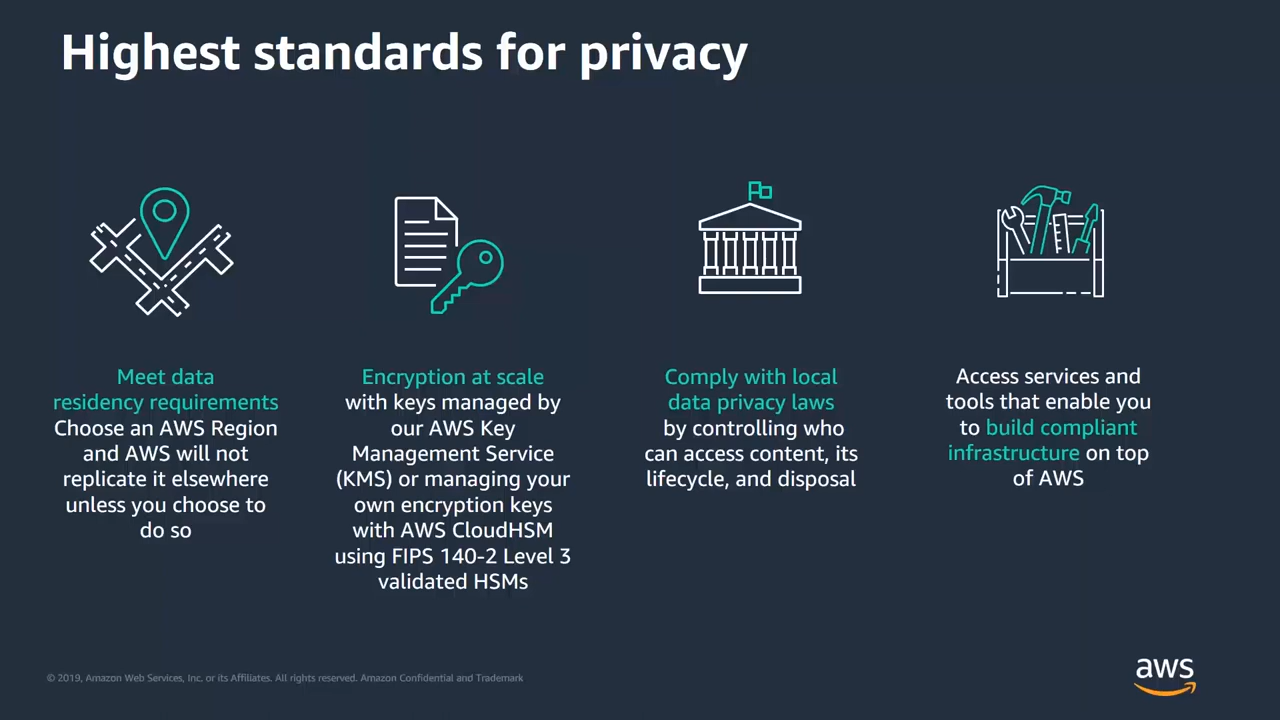 Highest standards for privacy
Meet data
residency requirements
Choose an AWS Region
and AWS will not
replicate it elsewhere
unless you choose to
do so
Encryption at scale
with keys managed by
our AWS Key
Management Service
(KMS) or managing your
own encryption keys
with AWS CloudHSM
using FIPS 140-2 Level 3
validated HSMs
Comply with local
data privacy laws
by controlling who
can access content, its
lifecycle, and disposal
Access services and
tools that enable you
to build compliant
infrastructure on top
of AWS
© 2019, Amazon Web Services, Inc. or its Affiliates. All rights reserved. Amazon Confidential and Trademark
aws